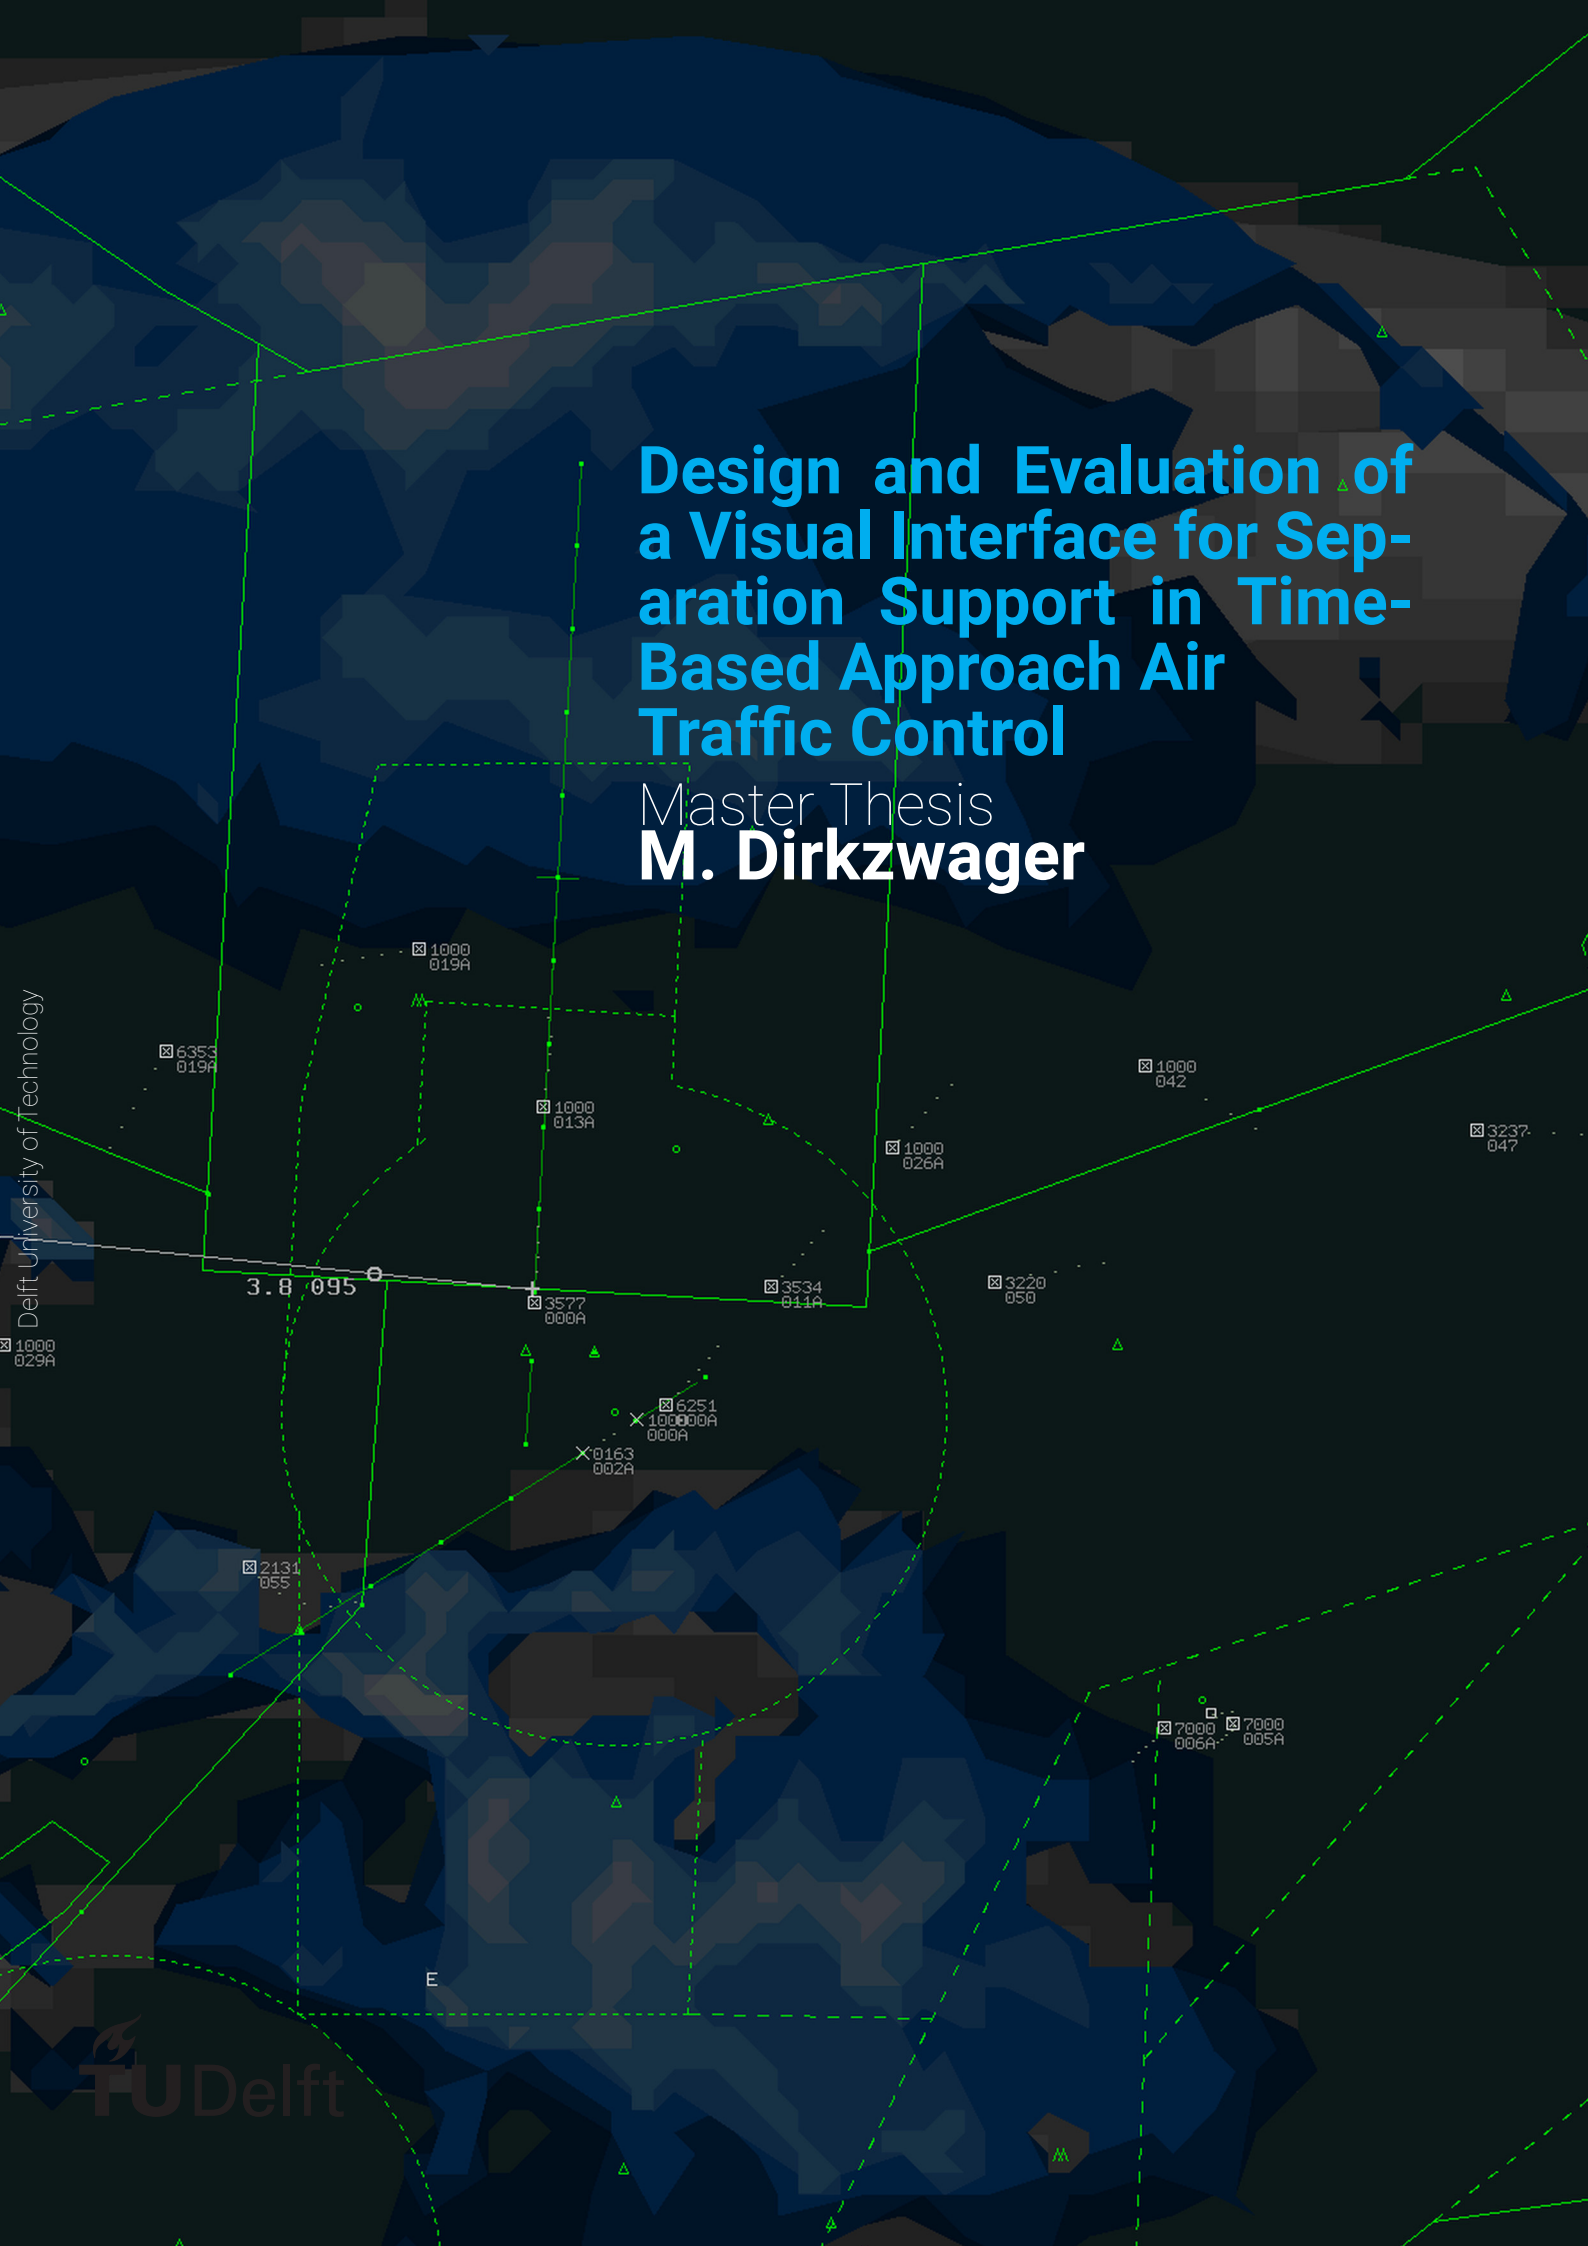 Design and Evaluation of
a Visual Interface for Sep-
aration Support in Time-
Based Approach Air
Traffic Control
Master Thesis
M. Dirkzwager
1000
019A
6353
019A
Delft University of Technology
1000
013A
1000
042
1000
026A
3237
047
3.8 095
3577
000A
3534
011A
3220
050
1000
029A
6251
000A
0163
002A
2131
055
7000
006A
7000
005A
E
TUDelft